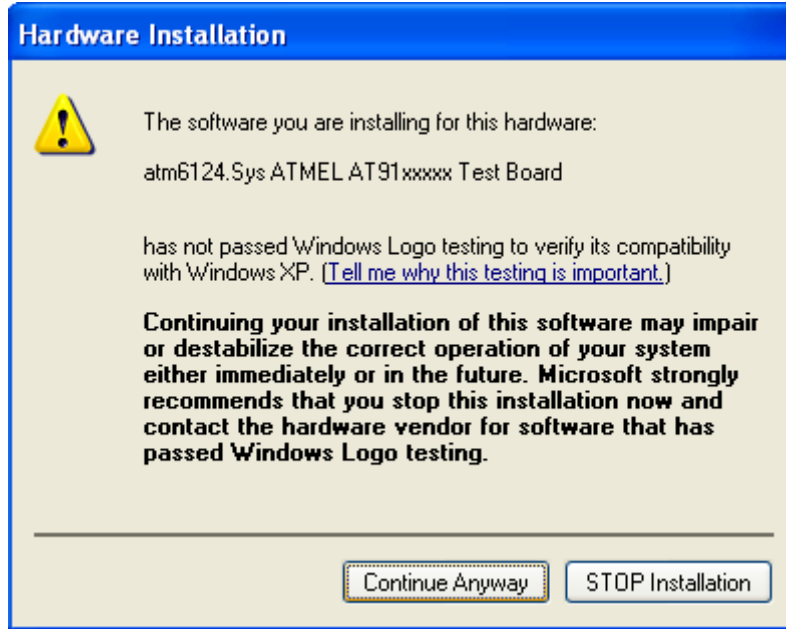 Hardware Installation
The software you are installing for this hardware:
atm6124.Sys ATMEL AT91xxxxx Test Board
has not passed Windows Logo testing to verify its compatibility
with Windows XP. (Tell me why this testing is important.)
Continuing your installation of this software may impair
or destabilize the correct operation of your system
either immediately or in the future. Microsoft strongly
recommends that you stop this installation now and
contact the hardware vendor for software that has
passed Windows Logo testing.
Continue Anyway STOP Installation